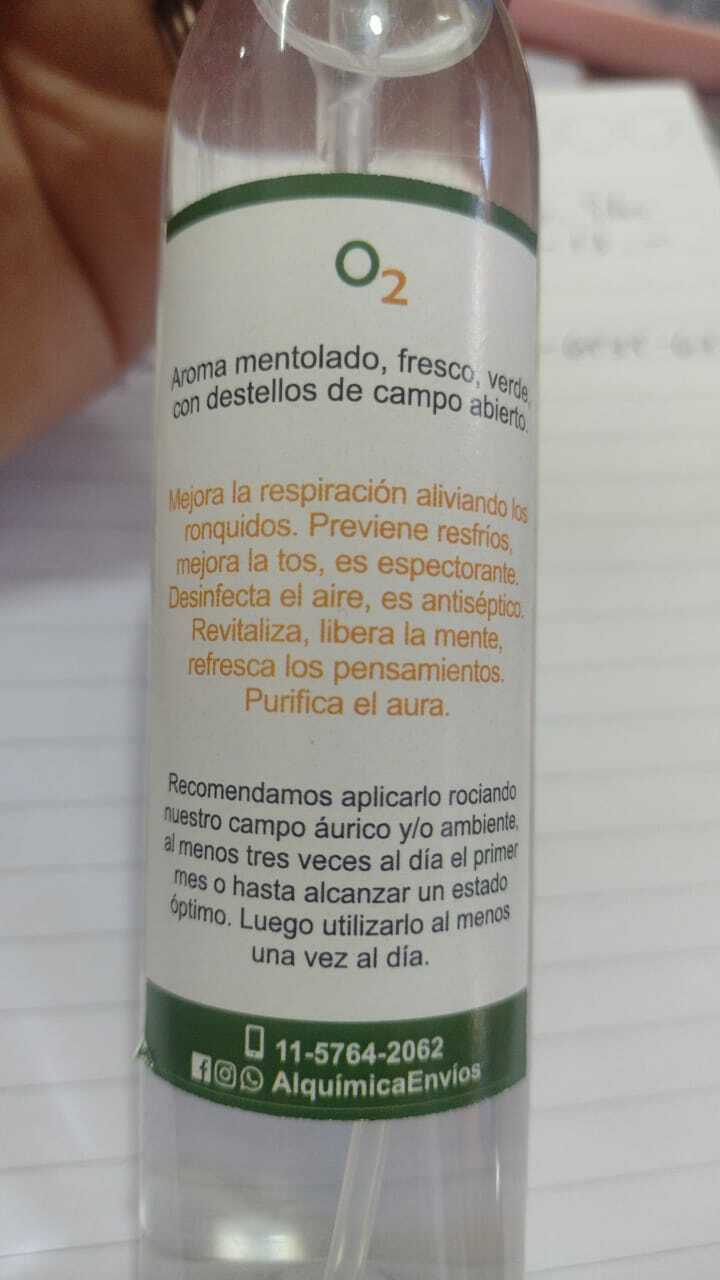 O2
Aroma mentolado, fresco, verde,
con destellos de campo abierto.
Mejora la respiración aliviando los
ronquidos. Previene resfríos,
mejora la tos, es espectorante.
Desinfecta el aire, es antiséptico.
Revitaliza, libera la mente,
refresca los pensamientos.
Purifica el aura.
Recomendamos aplicarlo rociando
nuestro campo áurico y/o ambiente,
al menos tres veces al día el primer
mes o hasta alcanzar un estado
óptimo. Luego utilizarlo al menos
una vez al día.
11-5764-2062
AlquímicaEnvíos